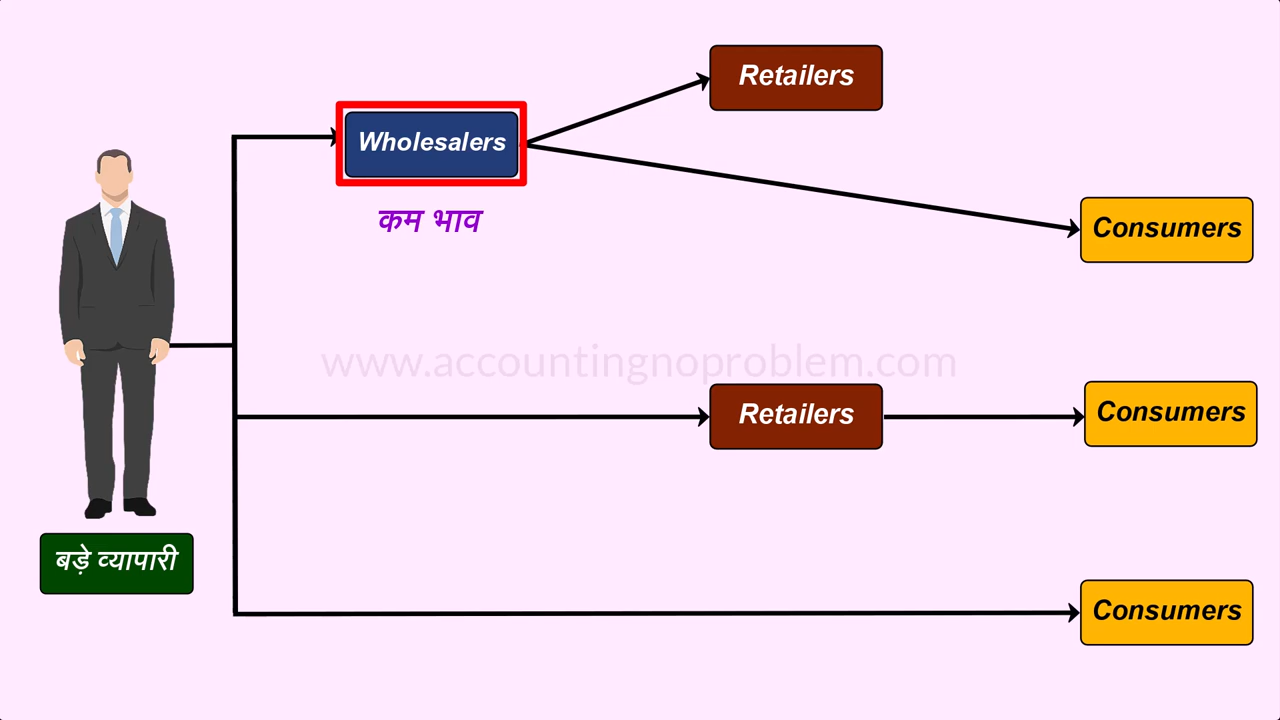 Retailers
Wholesalers
कम भाव
Consumers
www.accountingnoproblem.com
Retailers
Consumers
बड़े व्यापारी
Consumers